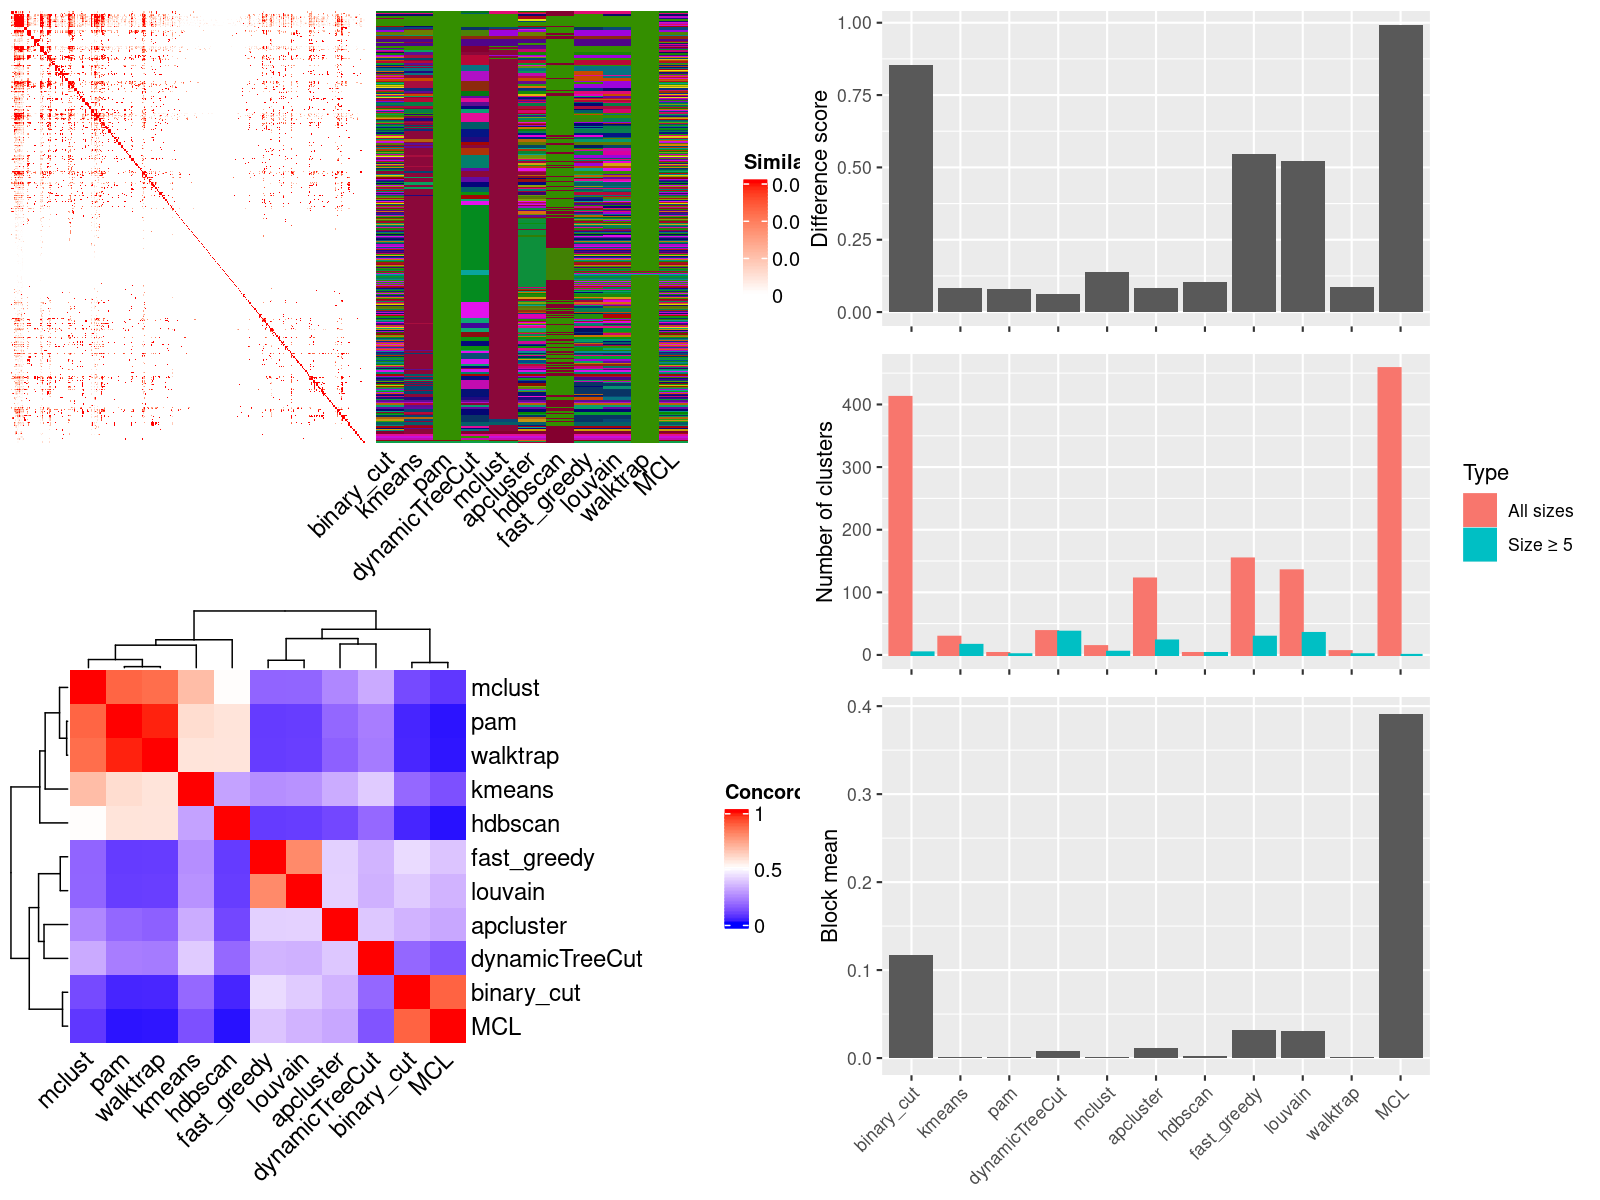 Simila
0.0
0.0
0.0
0
binary_cut
kmeans
pam
dynamicTreeCut
mclust
apcluster
hdbscan
fast_greedy
louvain
walktrap
MCL
mclust
pam
walktrap
kmeans
hdbscan
fast_greedy
louvain
apcluster
dynamicTreeCut
binary_cut
MCL
mclust
pam
walktrap
kmeans
hdbscan
fast_greedy
louvain
apcluster
dynamicTreeCut
binary_cut
MCL
Concord
1
0.5
0
Difference score
1.00
0.75
0.50
0.25
0.00
Number of clusters
400
300
200
100
0
Type
All sizes
Size ≥ 5
Block mean
0.4
0.3
0.2
0.1
0.0
binary_cut
kmeans
pam
dynamicTreeCut
mclust
apcluster
hdbscan
fast_greedy
louvain
walktrap
MCL